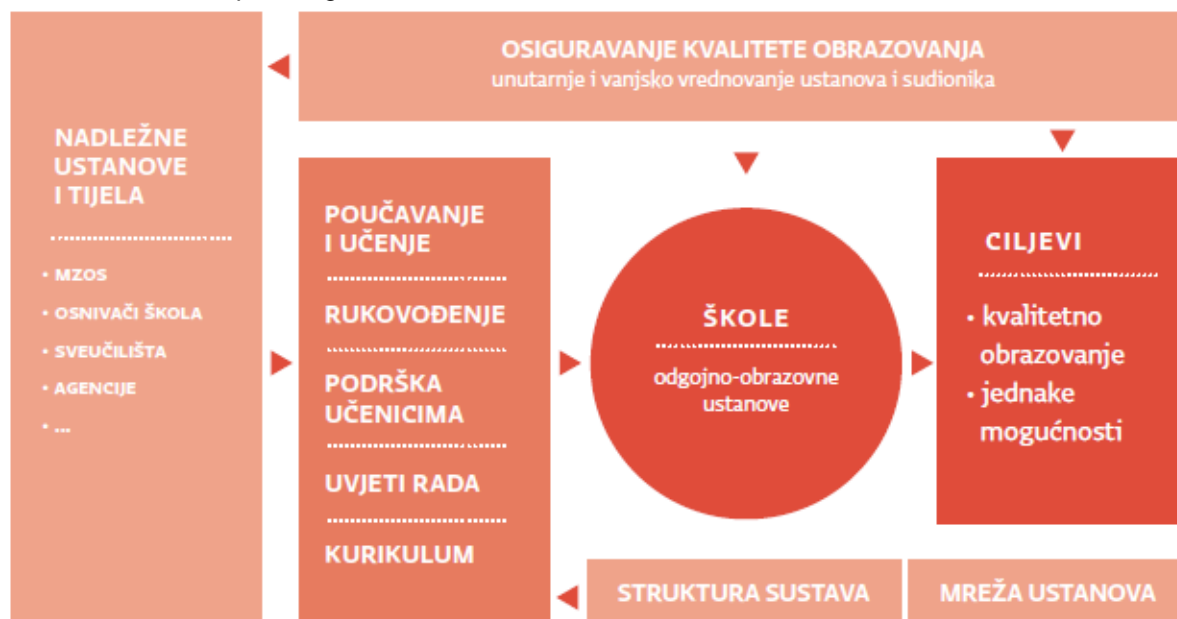 OSIGURAVANJE KVALITETE OBRAZOVANJA
unutarnje i vanjsko vrednovanje ustanova i sudionika
NADLEŽNE
USTANOVE
I TIJELA
• MZOS
• OSNIVAČI ŠKOLA
• SVEUČILIŠTA
• AGENCIJE
• ...
POUČAVANJE
I UČENJE
RUKOVOĐENJE
PODRŠKA
UČENICIMA
UVJETI RADA
KURIKULUM
ŠKOLE
odgojno-obrazovne
ustanove
CILJEVI
• kvalitetno
obrazovanje
• jednake
mogućnosti
STRUKTURA SUSTAVA
MREŽA USTANOVA